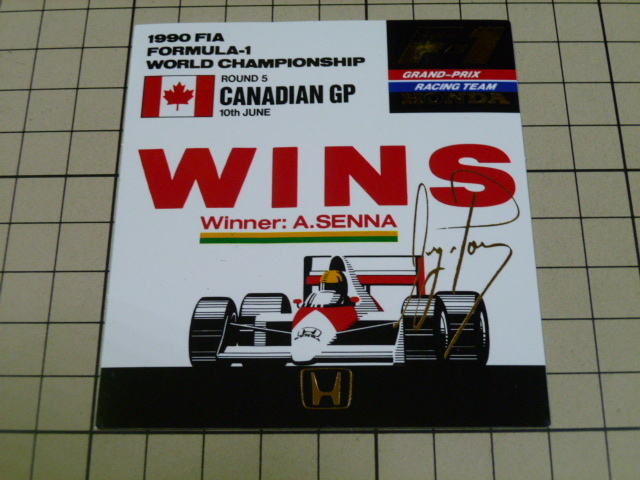 1990 FIA
FORMULA-1
WORLD CHAMPIONSHIP
ROUND 5
CANADIAN GP
10th JUNE
F-1
GRAND-PRIX
RACING TEAM
HONDA
WINS
Winner: A.SENNA